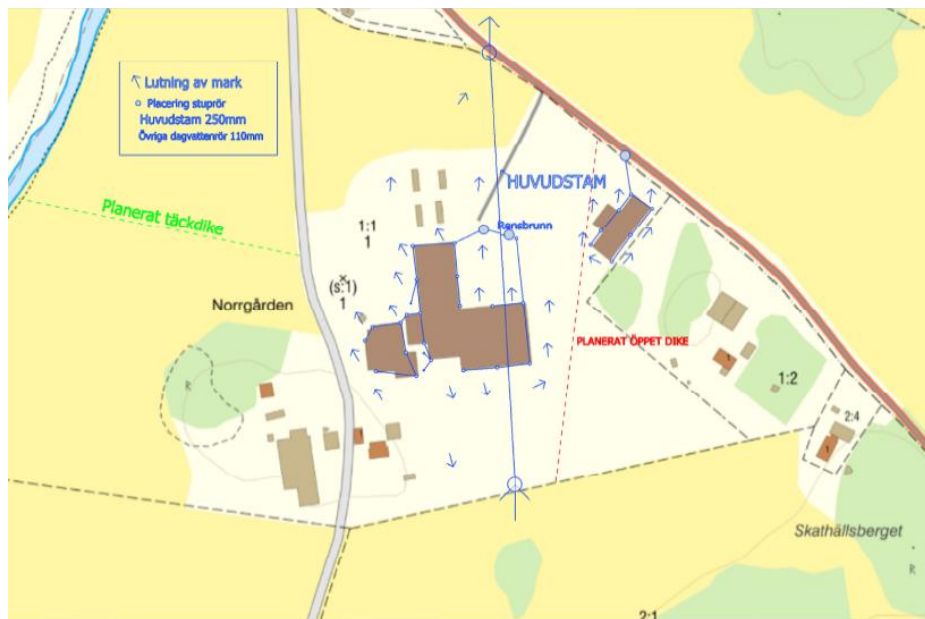 Lutning av mark
Placering stuprör
Huvudstam 250mm
Övriga dagvattenrör 110mm
HUVUDSTAM
Planerat täckdike
1:1
1
Rensbrunn
(s:1)
1
Norrgården
PLANERAT ÖPPET DIKE
1:2
2:4
Skathällsberget
R
R
2:1